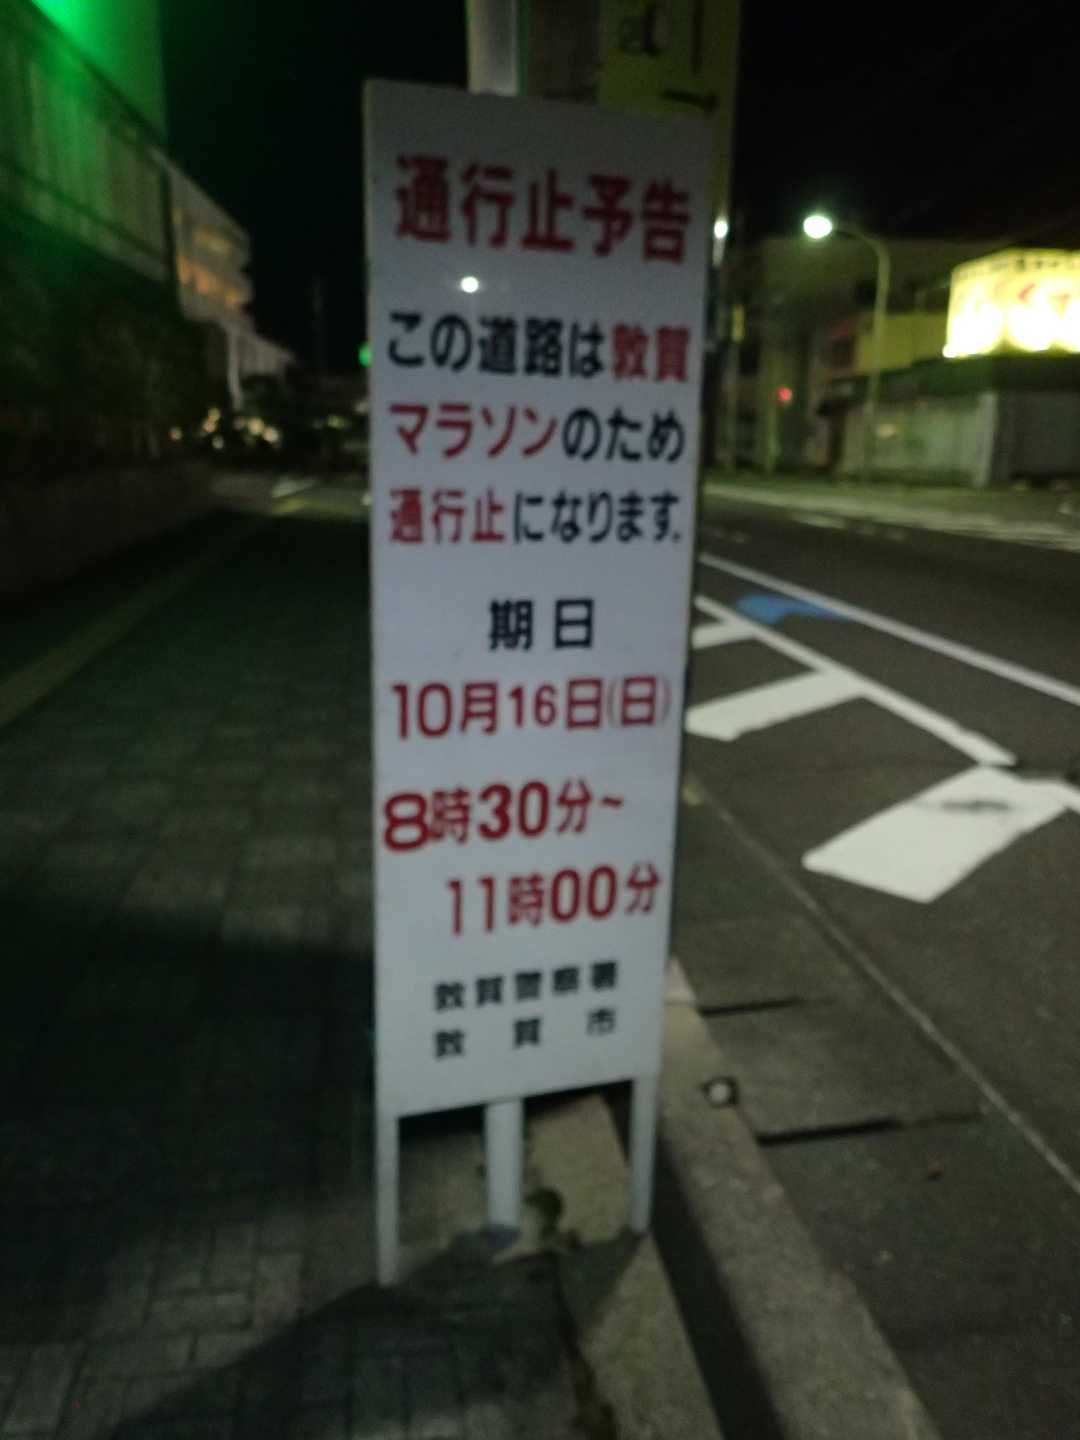 通行止予告
この道路は敦賀
マラソンのため
通行止になります。
期日
10月16日(日)
8時30分~
11時00分
敦賀警察署
敦賀市